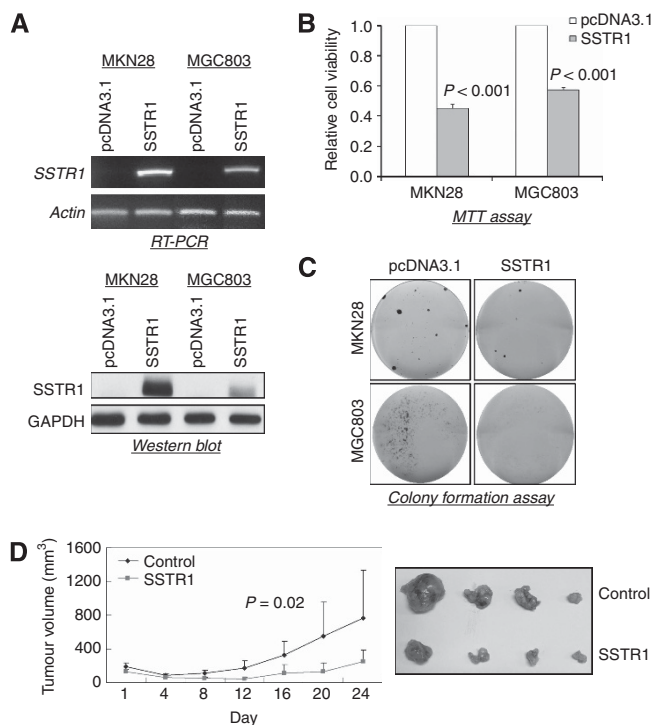 A
MKN28 MGC803
pcDNA3.1 SSTR1 pcDNA3.1 SSTR1
SSTR1
Actin
RT-PCR
MKN28 MGC803
pcDNA3.1 SSTR1 pcDNA3.1 SSTR1
SSTR1
GAPDH
Western blot
B
Relative cell viability
1.0
0.8
0.6
0.4
0.2
0.0
pcDNA3.1
SSTR1
P < 0.001
P < 0.001
MKN28 MGC803
MTT assay
C
pcDNA3.1 SSTR1
MKN28
MGC803
Colony formation assay
D
Tumour volume (mm3)
1600
1200
800
400
0
Control
SSTR1
P = 0.02
1 4 8 12 16 20 24
Day
Control
SSTR1